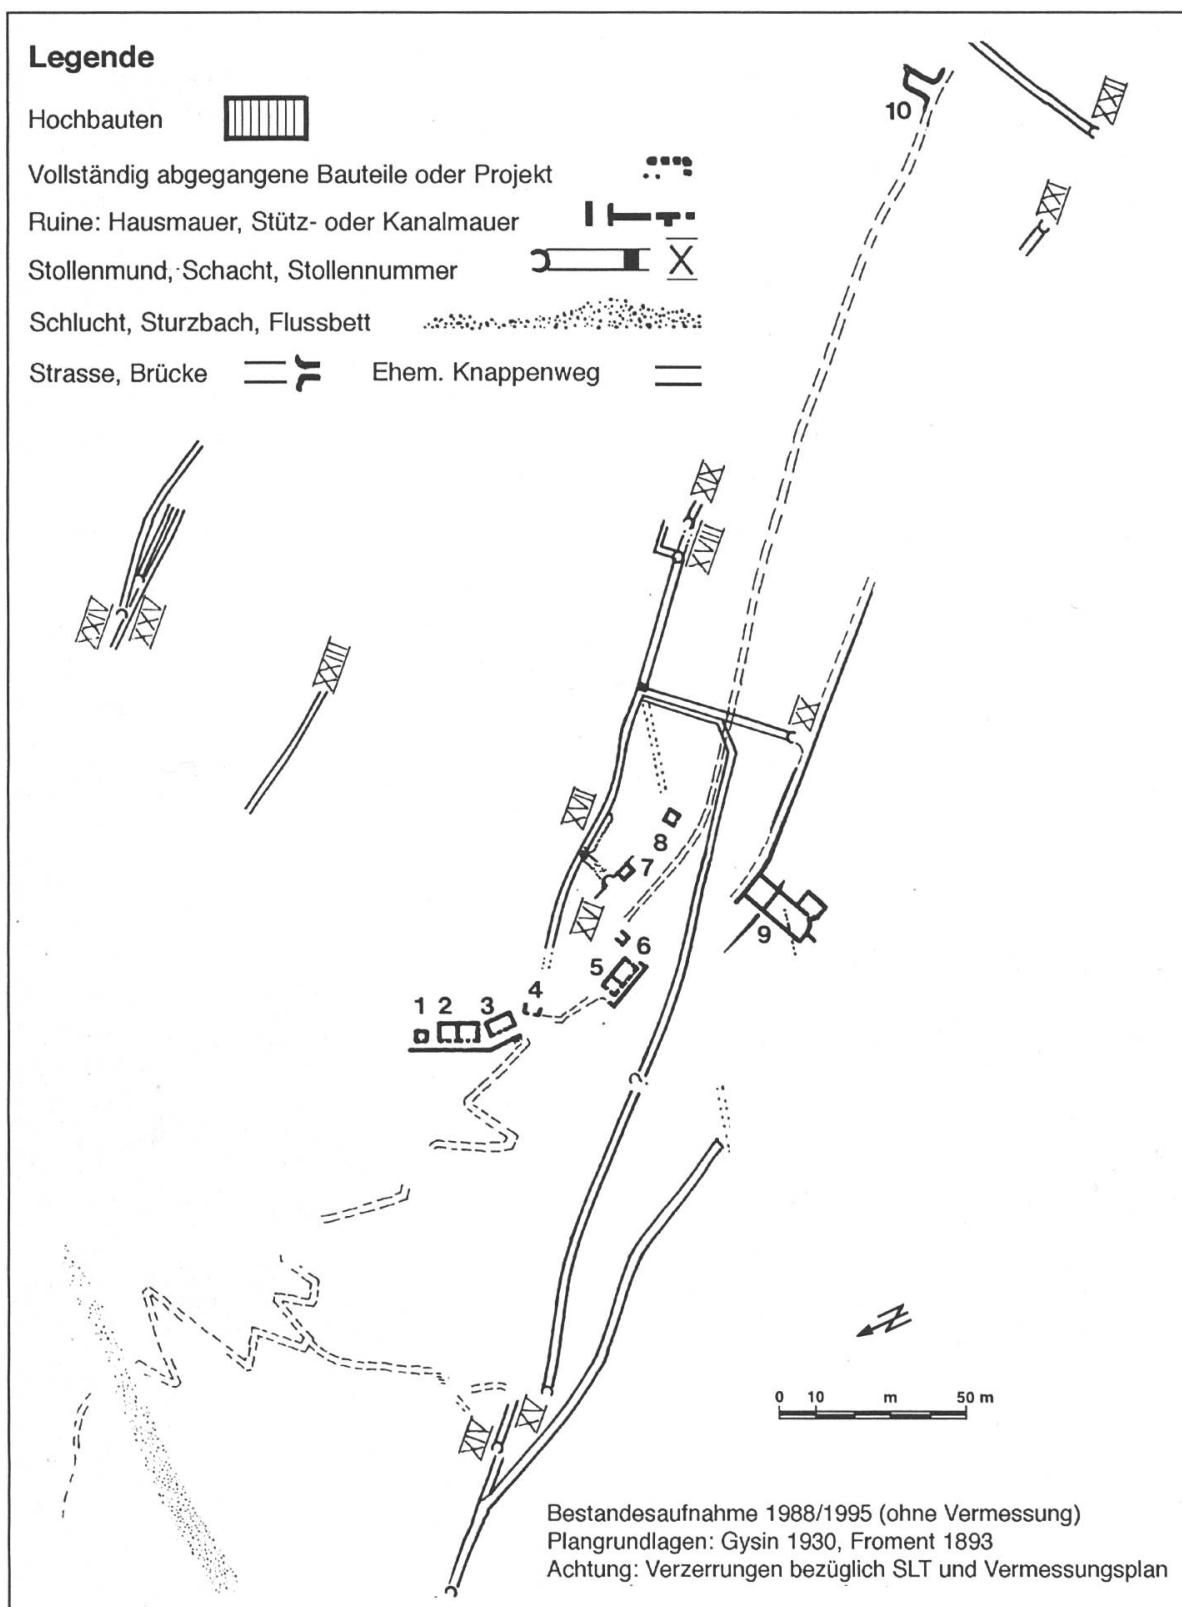 Legende
Hochbauten
Vollständig abgegangene Bauteile oder Projekt
Ruine: Hausmauer, Stütz- oder Kanalmauer
Stollenmund, Schacht, Stollennummer
X
Schlucht, Sturzbach, Flussbett
Strasse, Brücke
Ehem. Knappenweg
10
XXII
XXI
XIX
XVIII
XXIV
XXV
XXIII
XX
XVII
8
7
XVI
9
6
5
4
1 2 3
N
XIV
XV
0 10 m 50 m
Bestandesaufnahme 1988/1995 (ohne Vermessung)
Plangrundlagen: Gysin 1930, Froment 1893
Achtung: Verzerrungen bezüglich SLT und Vermessungsplan